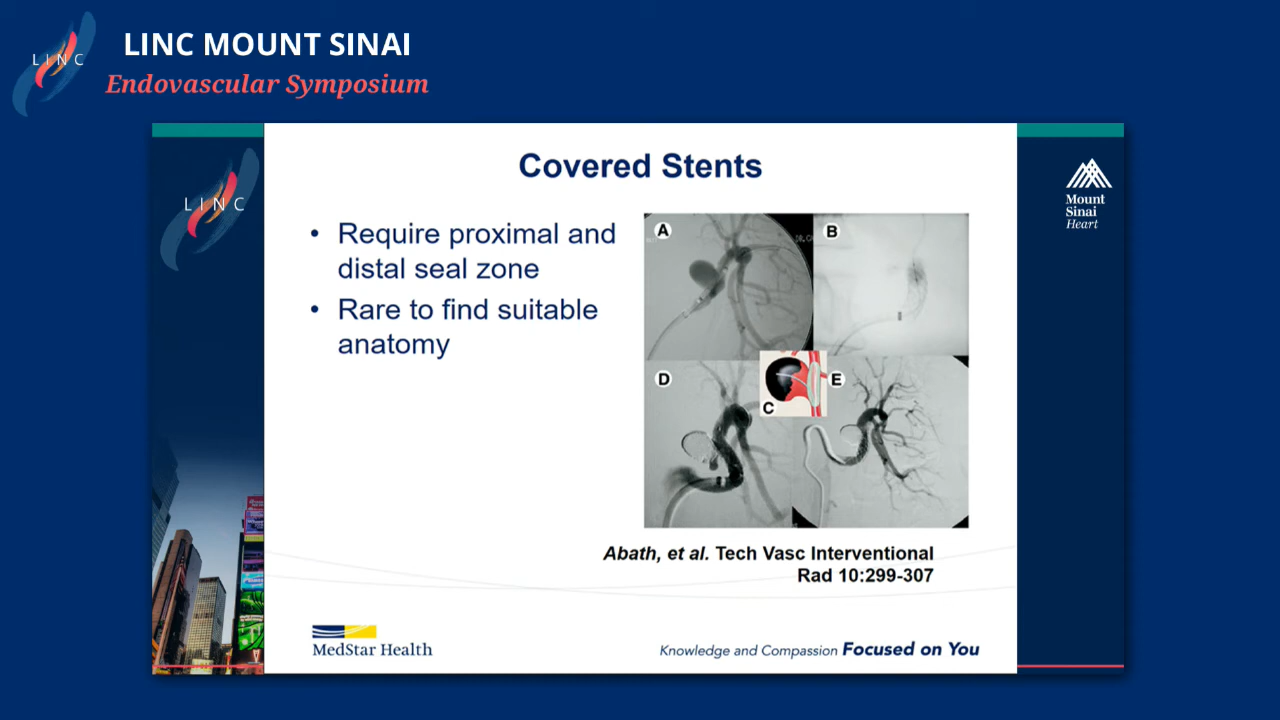 LINC
LINC MOUNT SINAI
Endovascular Symposium
LINC
Mount
Sinai
Heart
Covered Stents
• Require proximal and
distal seal zone
• Rare to find suitable
anatomy
A
B
D
C
E
Abath, et al. Tech Vasc Interventional
Rad 10:299-307
MedStar Health
Knowledge and Compassion Focused on You